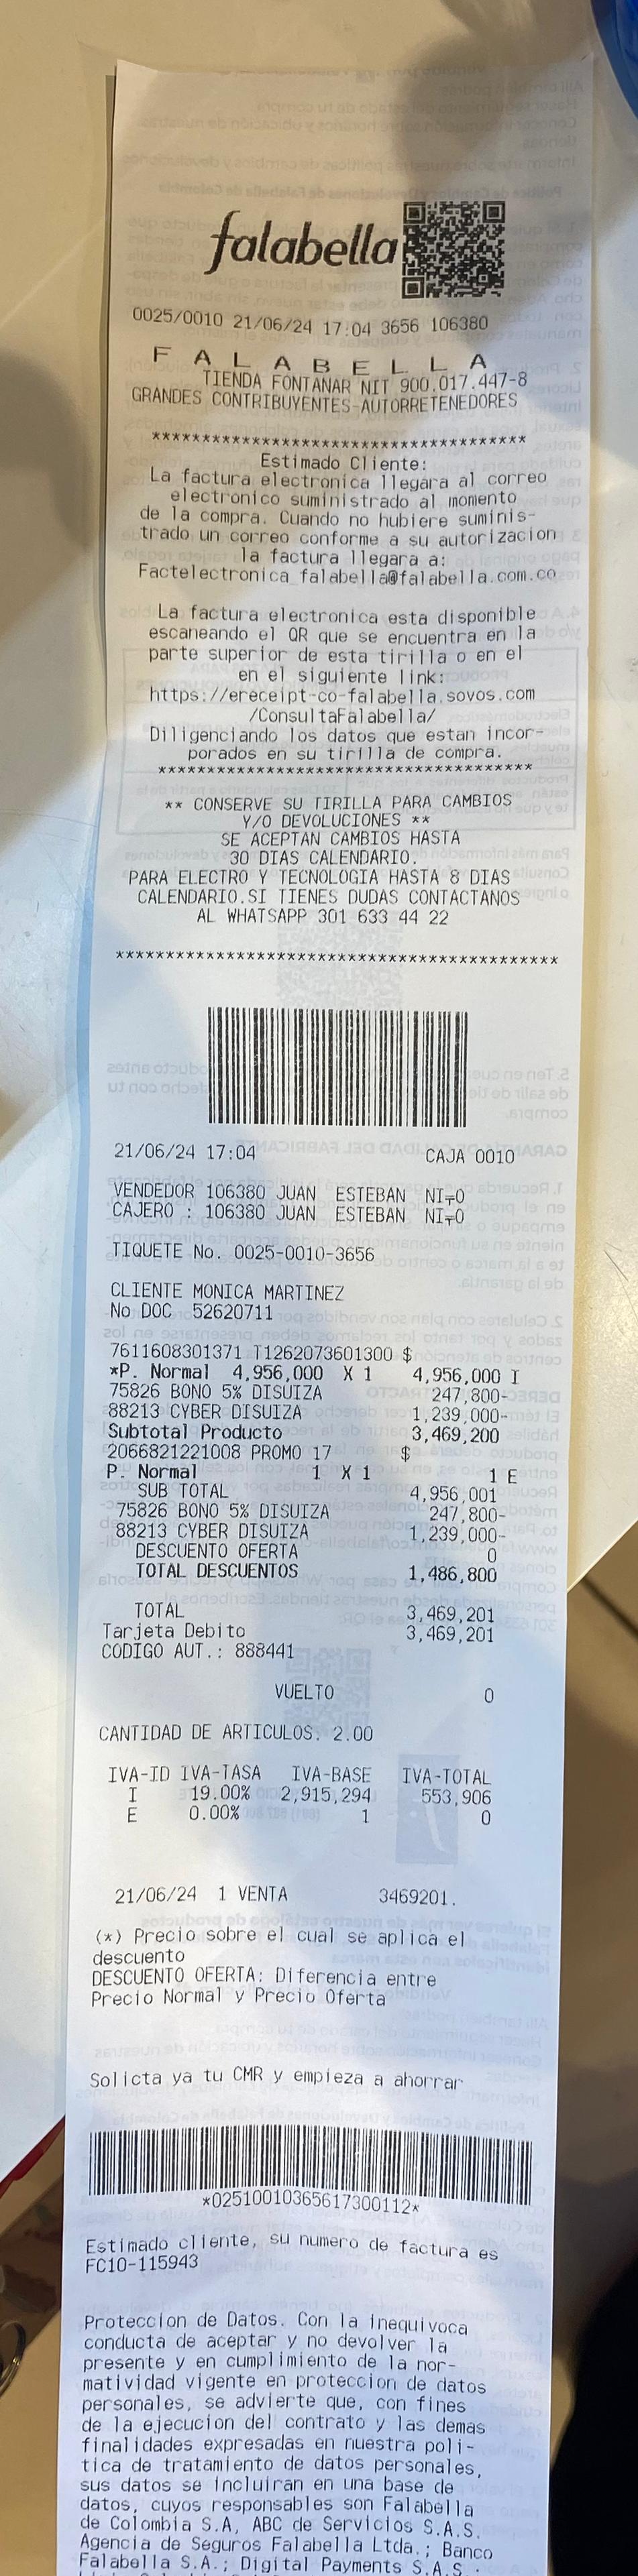 falabella
0025/0010 21/06/24 17:04 3656 106380
F A L A B E L L A
TIENDA FONTANAR NIT 900.017.447-8
GRANDES CONTRIBUYENTES-AUTORRETENEDORES
*************************************
Estimado Cliente:
La factura electronica llegara al correo
electronico suministrado al momento
de la compra. Cuando no hubiere suminis-
trado un correo conforme a su autorizacion
la factura llegara a:
Factelectronica_falabella@falabella.com.co
La factura electronica esta disponible
escaneando el QR que se encuentra en la
parte superior de esta tirilla o en el
en el siguiente link:
https://ereceipt-co-falabella.sovos.com
/ConsultaFalabella/
Diligenciando los datos que estan incor-
porados en su tirilla de compra.
*************************************
** CONSERVE SU TIRILLA PARA CAMBIOS
Y/O DEVOLUCIONES **
SE ACEPTAN CAMBIOS HASTA
30 DIAS CALENDARIO.
PARA ELECTRO Y TECNOLOGIA HASTA 8 DIAS
CALENDARIO.SI TIENES DUDAS CONTACTANOS
AL WHATSAPP 301 633 44 22
********************************************
21/06/24 17:04 CAJA 0010
VENDEDOR 106380 JUAN ESTEBAN NI┬O
CAJERO : 106380 JUAN ESTEBAN NI┬O
TIQUETE No. 0025-0010-3656
CLIENTE MONICA MARTINEZ
No DOC 52620711
7611608301371 T1262073601300 $
*P. Normal 4,956,000 X 1 4,956,000 I
75826 BONO 5% DISUIZA 247,800-
88213 CYBER DISUIZA 1,239,000-
Subtotal Producto 3,469,200
2066821221008 PROMO 17 $
P. Normal 1 X 1 1 E
SUB TOTAL 4,956,001
75826 BONO 5% DISUIZA 247,800-
88213 CYBER DISUIZA 1,239,000-
DESCUENTO OFERTA 0
TOTAL DESCUENTOS 1,486,800
TOTAL 3,469,201
Tarjeta Debito 3,469,201
CODIGO AUT.: 888441
VUELTO 0
CANTIDAD DE ARTICULOS. 2.00
IVA-ID IVA-TASA IVA-BASE IVA-TOTAL
I 19.00% 2,915,294 553,906
E 0.00% 1 0
21/06/24 1 VENTA 3469201.
(*) Precio sobre el cual se aplica el
descuento
DESCUENTO OFERTA: Diferencia entre
Precio Normal y Precio Oferta
Solicta ya tu CMR y empieza a ahorrar
*02510010365617300112*
Estimado cliente, su numero de factura es
FC10-115943
Proteccion de Datos. Con la inequivoca
conducta de aceptar y no devolver la
presente y en cumplimiento de la nor-
matividad vigente en proteccion de datos
personales, se advierte que, con fines
de la ejecucion del contrato y las demas
finalidades expresadas en nuestra poli-
tica de tratamiento de datos personales,
sus datos se incluiran en una base de
datos, cuyos responsables son Falabella
de Colombia S.A, ABC de Servicios S.A.S,
Agencia de Seguros Falabella Ltda.; Banco
Falabella S.A.; Digital Payments S.A.S.